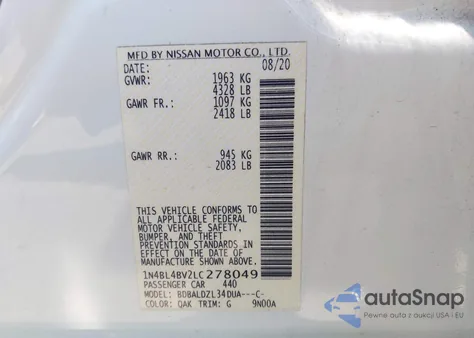 MFD BY NISSAN MOTOR CO., LTD.
DATE: 08/20
GVWR: 1963 KG
4328 LB
GAWR FR.: 1097 KG
2418 LB
GAWR RR.: 945 KG
2083 LB
THIS VEHICLE CONFORMS TO
ALL APPLICABLE FEDERAL
MOTOR VEHICLE SAFETY,
BUMPER, AND THEFT
PREVENTION STANDARDS IN
EFFECT ON THE DATE OF
MANUFACTURE SHOWN ABOVE.
1N4BL4BV2LC278049
PASSENGER CAR 440
MODEL: BDBALDZL34DUA---C-
COLOR: QAK TRIM: G 9N00A
autoSnap
Pewne auta z aukcji USA i EU